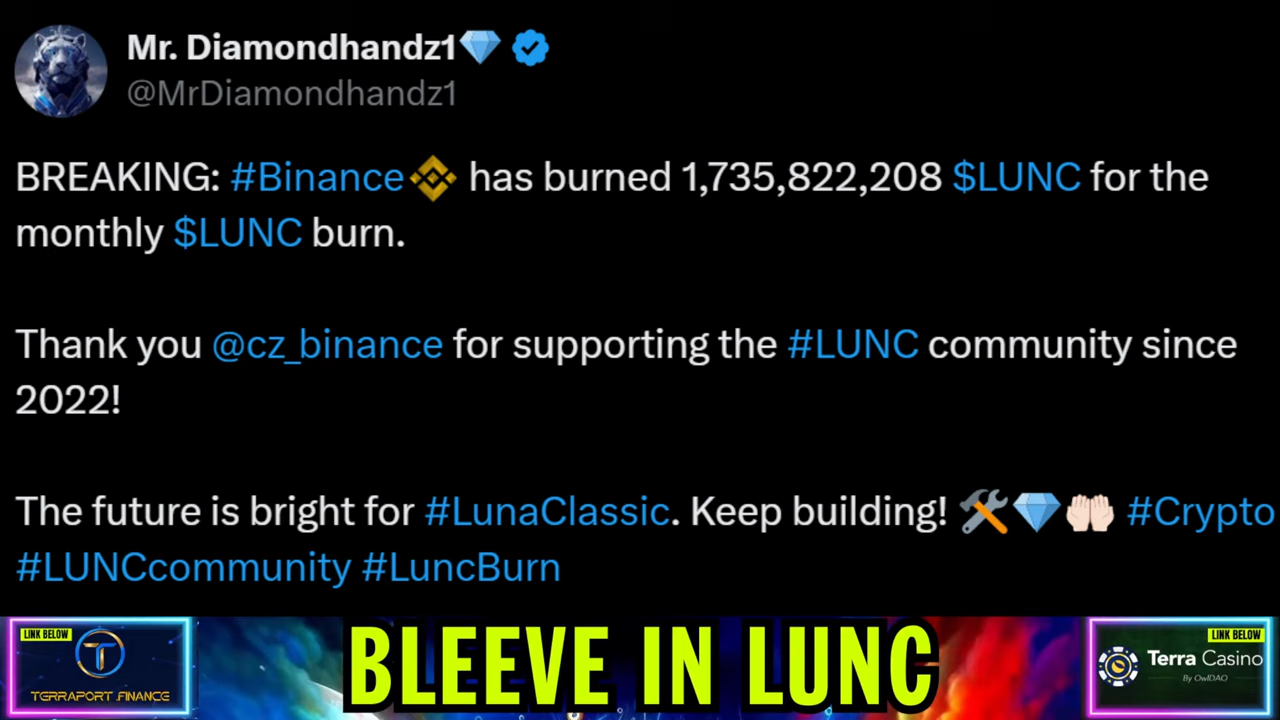 Mr. Diamondhandz1💎
@MrDiamondhandz1
BREAKING: #Binance has burned 1,735,822,208 $LUNC for the
monthly $LUNC burn.
Thank you @cz_binance for supporting the #LUNC community since
2022!
The future is bright for #LunaClassic. Keep building! 🛠💎🤲🏻 #Crypto
#LUNCcommunity #LuncBurn
LINK BELOW
T
TERRAPORT FINANCE
BLEEVE IN LUNC
LINK BELOW
Terra Casino
By OwlDAO